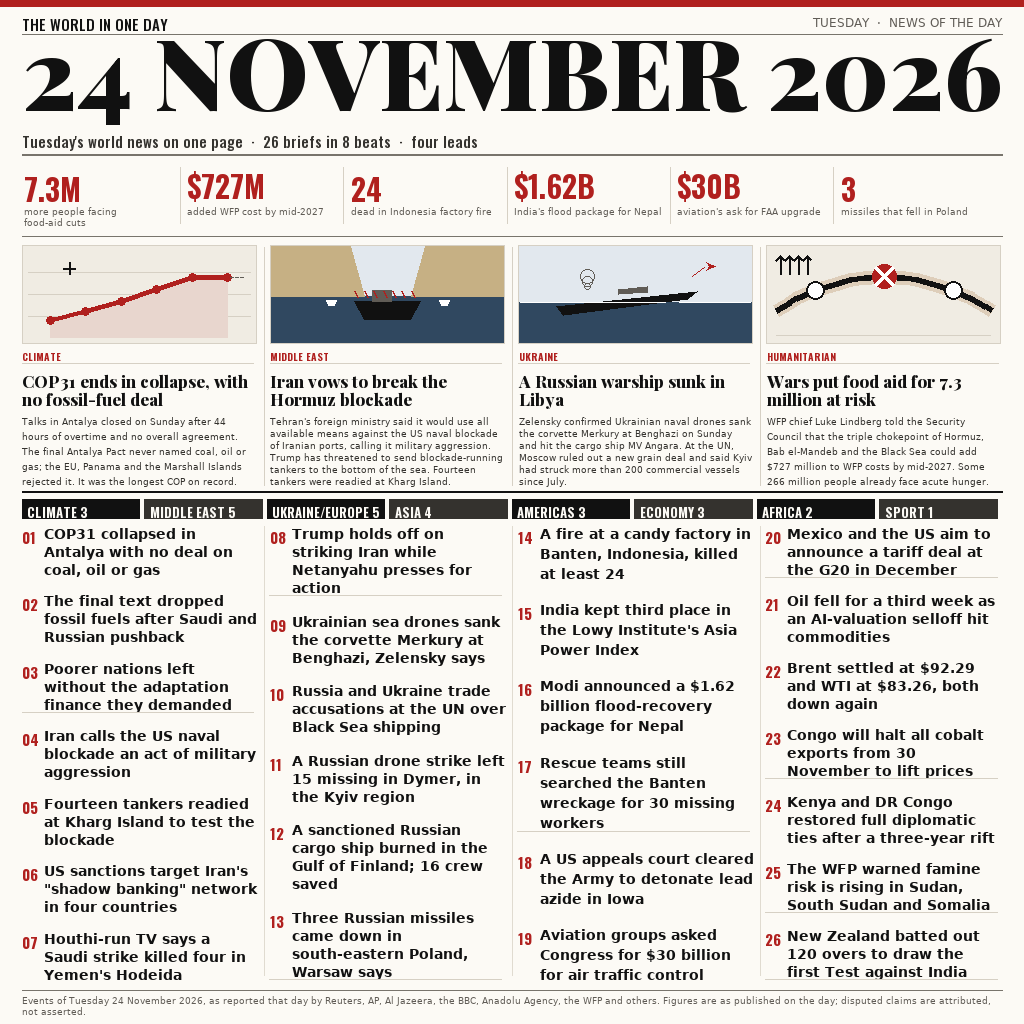 THE WORLD IN ONE DAY
TUESDAY · NEWS OF THE DAY
24 NOVEMBER 2026
Tuesday's world news on one page · 26 briefs in 8 beats · four leads
7.3M
more people facing
food-aid cuts
$727M
added WFP cost by mid-2027
24
dead in Indonesia factory fire
$1.62B
India's flood package for Nepal
$30B
aviation's ask for FAA upgrade
3
missiles that fell in Poland
CLIMATE
COP31 ends in collapse, with
no fossil-fuel deal
Talks in Antalya closed on Sunday after 44
hours of overtime and no overall agreement.
The final Antalya Pact never named coal, oil or
gas; the EU, Panama and the Marshall Islands
rejected it. It was the longest COP on record.
MIDDLE EAST
Iran vows to break the
Hormuz blockade
Tehran's foreign ministry said it would use all
available means against the US naval blockade
of Iranian ports, calling it military aggression.
Trump has threatened to send blockade-running
tankers to the bottom of the sea. Fourteen
tankers were readied at Kharg Island.
UKRAINE
A Russian warship sunk in
Libya
Zelensky confirmed Ukrainian naval drones sank
the corvette Merkury at Benghazi on Sunday
and hit the cargo ship MV Angara. At the UN,
Moscow ruled out a new grain deal and said Kyiv
had struck more than 200 commercial vessels
since July.
HUMANITARIAN
Wars put food aid for 7.3
million at risk
WFP chief Luke Lindberg told the Security
Council that the triple chokepoint of Hormuz,
Bab el-Mandeb and the Black Sea could add
$727 million to WFP costs by mid-2027. Some
266 million people already face acute hunger.
CLIMATE 3
MIDDLE EAST 5
UKRAINE/EUROPE 5
ASIA 4
AMERICAS 3
ECONOMY 3
AFRICA 2
SPORT 1
01 COP31 collapsed in
Antalya with no deal on
coal, oil or gas
02 The final text dropped
fossil fuels after Saudi and
Russian pushback
03 Poorer nations left
without the adaptation
finance they demanded
04 Iran calls the US naval
blockade an act of military
aggression
05 Fourteen tankers readied
at Kharg Island to test the
blockade
06 US sanctions target Iran's
"shadow banking" network
in four countries
07 Houthi-run TV says a
Saudi strike killed four in
Yemen's Hodeida
08 Trump holds off on
striking Iran while
Netanyahu presses for
action
09 Ukrainian sea drones sank
the corvette Merkury at
Benghazi, Zelensky says
10 Russia and Ukraine trade
accusations at the UN over
Black Sea shipping
11 A Russian drone strike left
15 missing in Dymer, in
the Kyiv region
12 A sanctioned Russian
cargo ship burned in the
Gulf of Finland; 16 crew
saved
13 Three Russian missiles
came down in
south-eastern Poland,
Warsaw says
14 A fire at a candy factory in
Banten, Indonesia, killed
at least 24
15 India kept third place in
the Lowy Institute's Asia
Power Index
16 Modi announced a $1.62
billion flood-recovery
package for Nepal
17 Rescue teams still
searched the Banten
wreckage for 30 missing
workers
18 A US appeals court cleared
the Army to detonate lead
azide in Iowa
19 Aviation groups asked
Congress for $30 billion
for air traffic control
20 Mexico and the US aim to
announce a tariff deal at
the G20 in December
21 Oil fell for a third week as
an AI-valuation selloff hit
commodities
22 Brent settled at $92.29
and WTI at $83.26, both
down again
23 Congo will halt all cobalt
exports from 30
November to lift prices
24 Kenya and DR Congo
restored full diplomatic
ties after a three-year rift
25 The WFP warned famine
risk is rising in Sudan,
South Sudan and Somalia
26 New Zealand batted out
120 overs to draw the
first Test against India
Events of Tuesday 24 November 2026, as reported that day by Reuters, AP, Al Jazeera, the BBC, Anadolu Agency, the WFP and others. Figures are as published on the day; disputed claims are attributed,
not asserted.